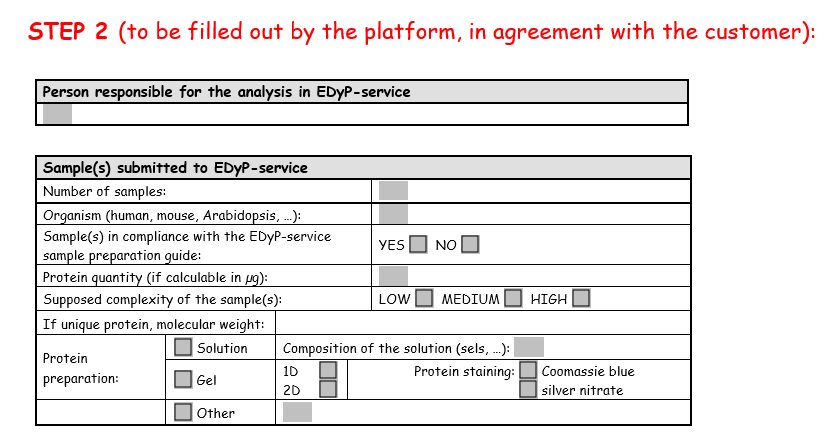 STEP 2 (to be filled out by the platform, in agreement with the customer):
Person responsible for the analysis in EDyP-service
Sample(s) submitted to EDyP-service
Number of samples:
Organism (human, mouse, Arabidopsis, ...):
Sample(s) in compliance with the EDyP-service
sample preparation guide:
YES NO
Protein quantity (if calculable in µg):
Supposed complexity of the sample(s):
LOW MEDIUM HIGH
If unique protein, molecular weight:
Protein
preparation:
Solution
Composition of the solution (sels, ...):
Gel
1D
2D
Protein staining:
Coomassie blue
silver nitrate
Other